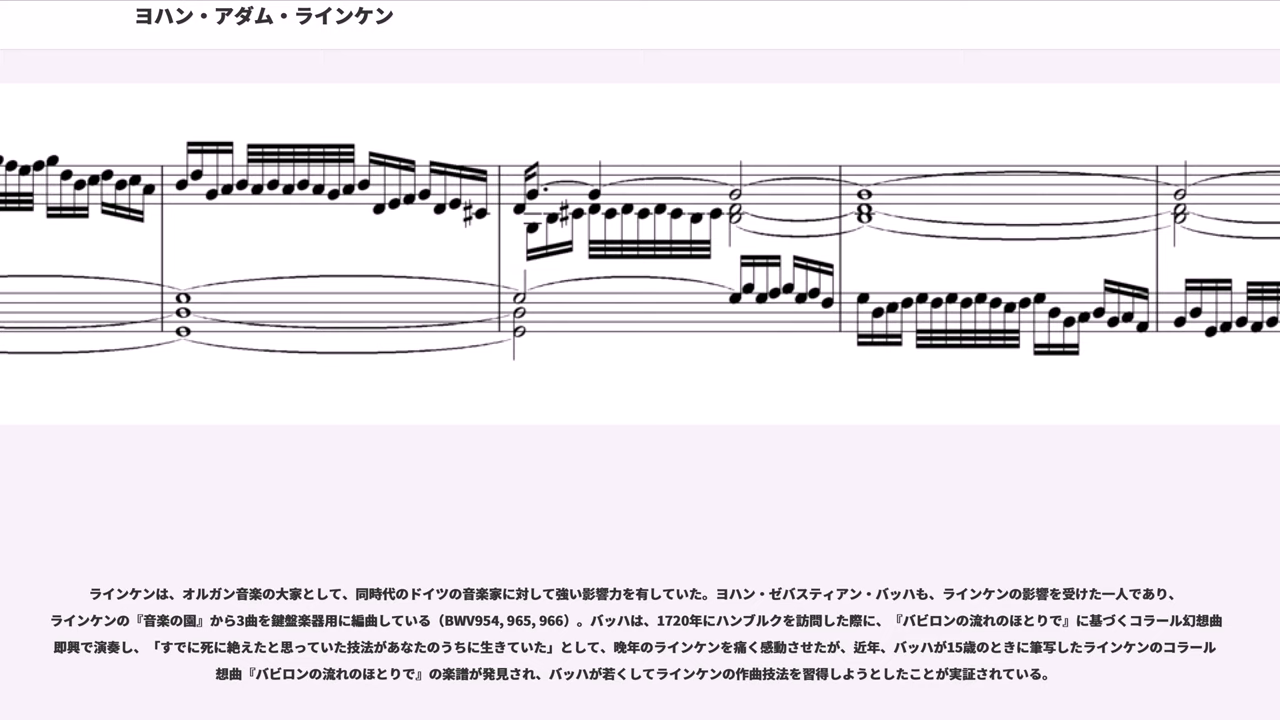 ヨハン・アダム・ラインケン
ラインケンは、オルガン音楽の大家として、同時代のドイツの音楽家に対して強い影響力を有していた。ヨハン・ゼバスティアン・バッハも、ラインケンの影響を受けた一人であり、
ラインケンの『音楽の園』から3曲を鍵盤楽器用に編曲している（BWV954, 965, 966）。バッハは、1720年にハンブルクを訪問した際に、『バビロンの流れのほとりで』に基づくコラール幻想曲
即興で演奏し、「すでに死に絶えたと思っていた技法があなたのうちに生きていた」として、晩年のラインケンを痛く感動させたが、近年、バッハが15歳のときに筆写したラインケンのコラール
想曲『バビロンの流れのほとりで』の楽譜が発見され、バッハが若くしてラインケンの作曲技法を習得しようとしたことが実証されている。